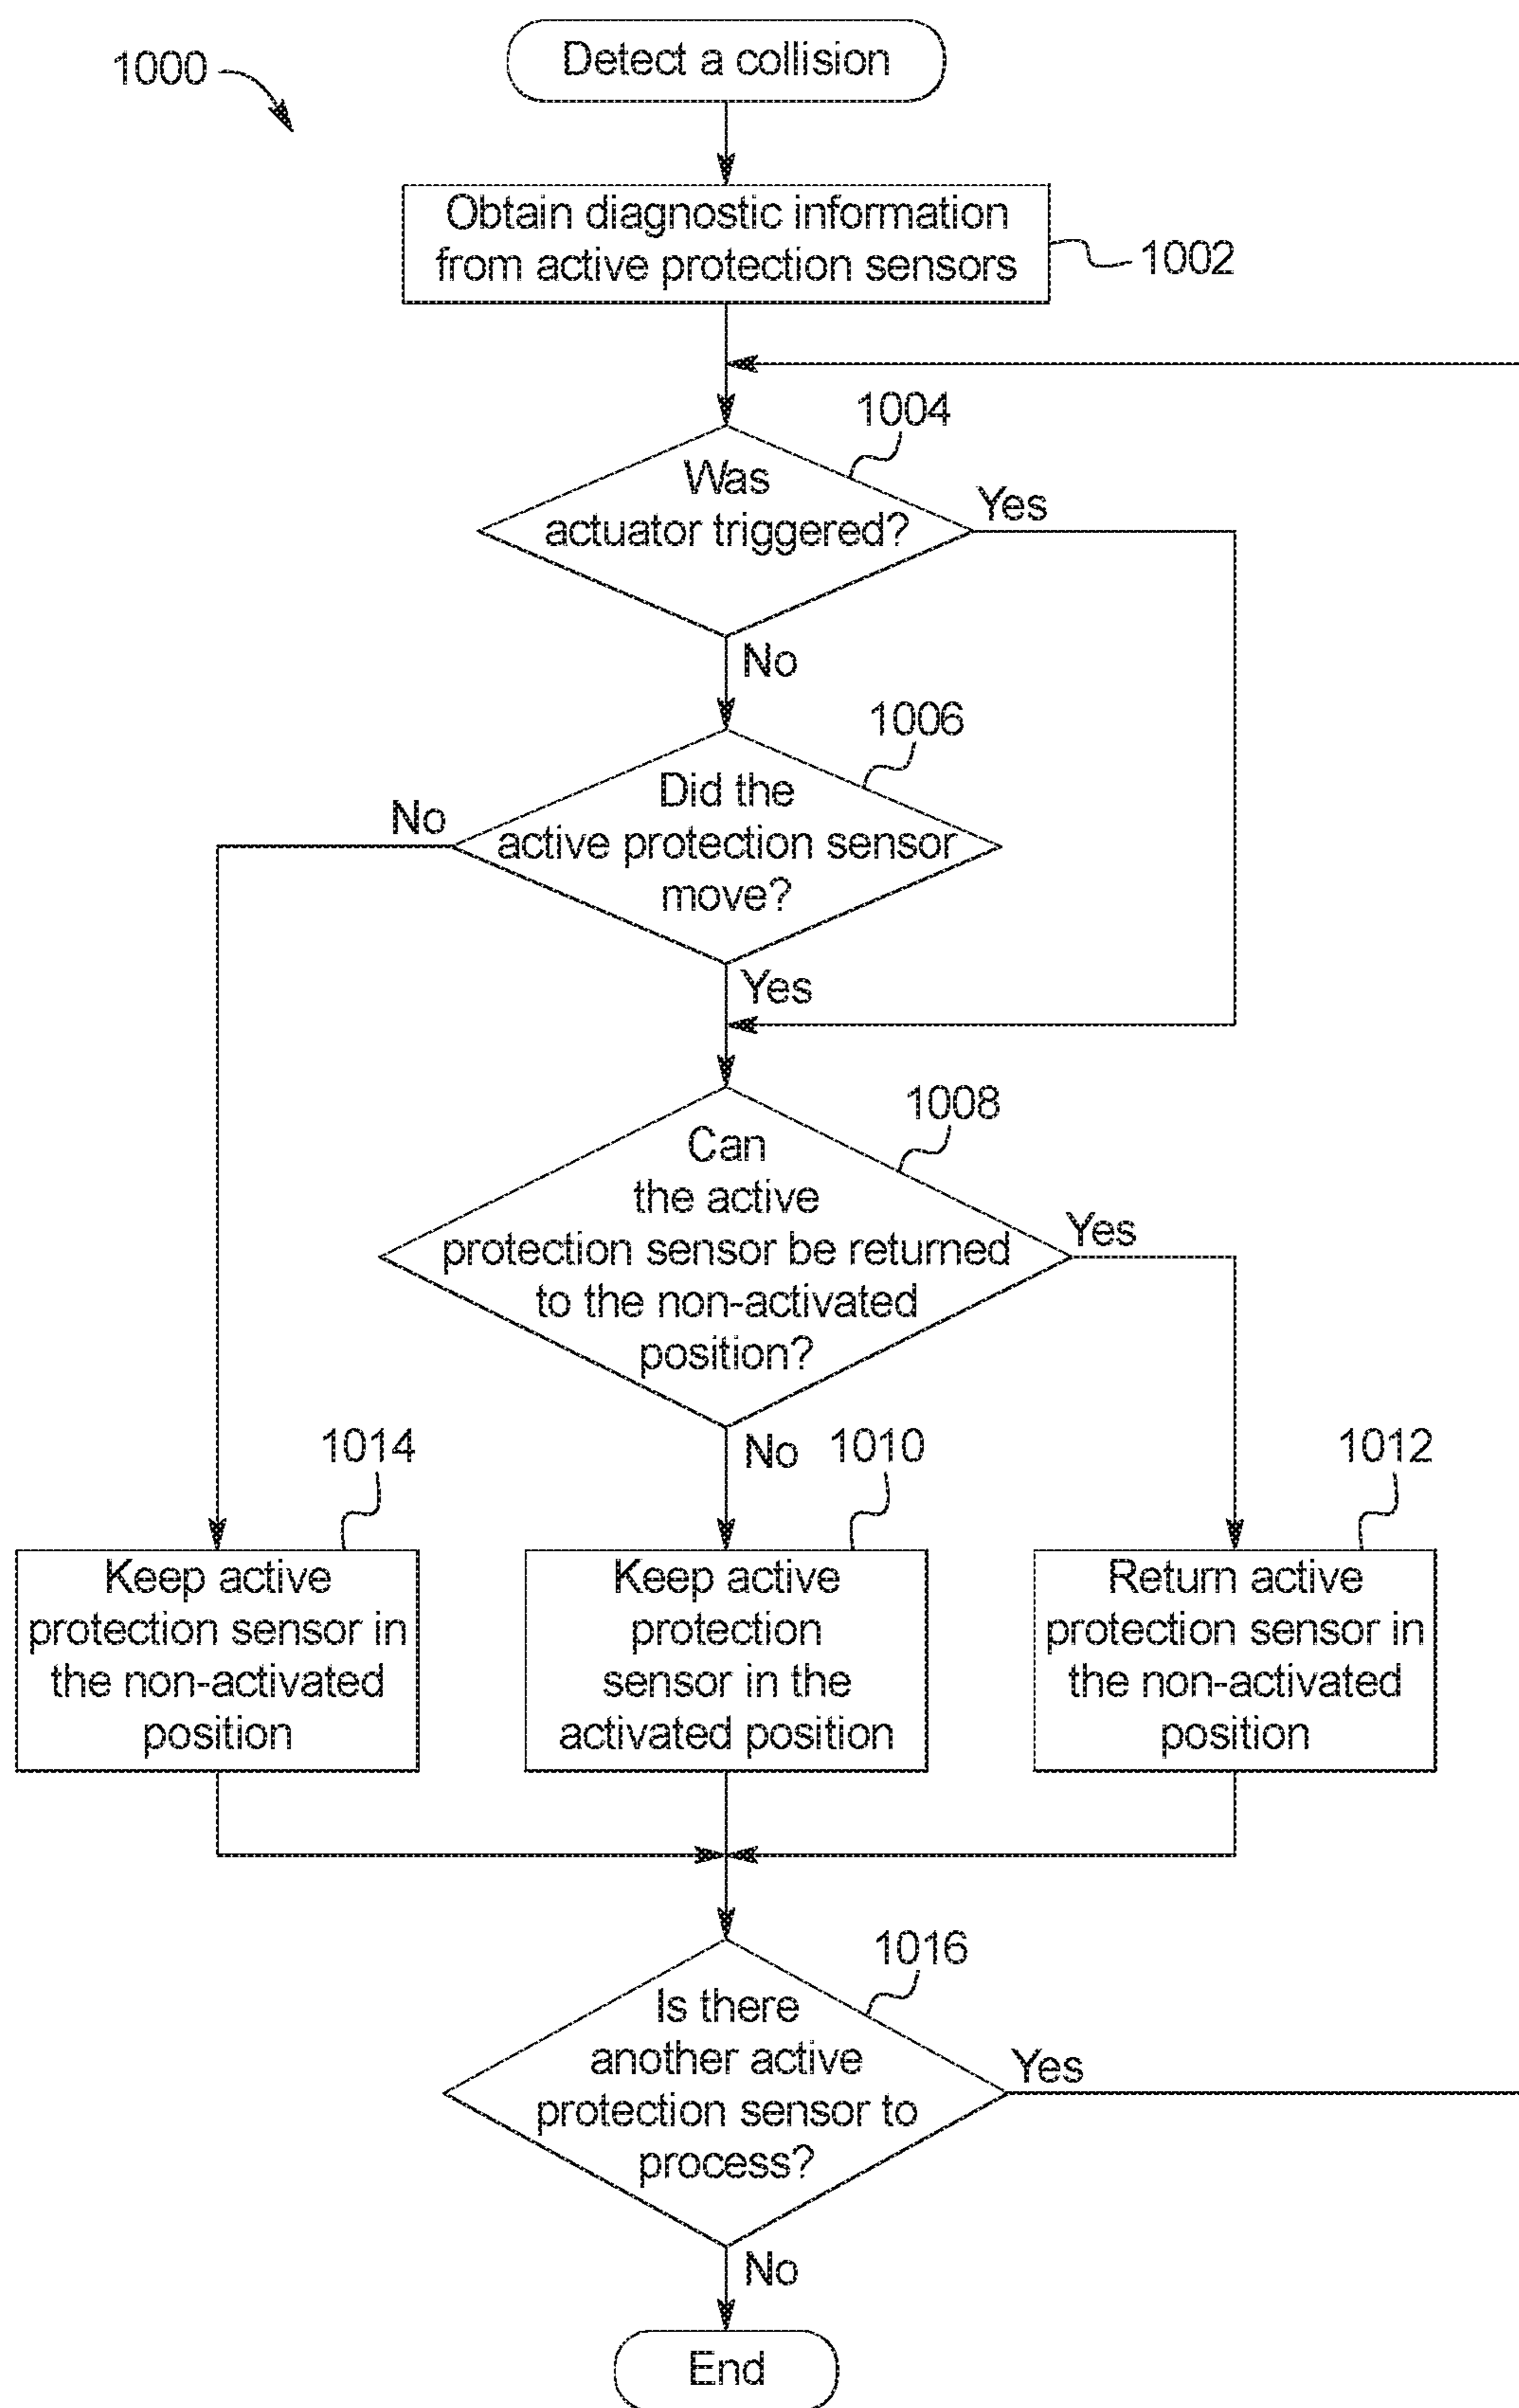 1000
Detect a collision
Obtain diagnostic information
from active protection sensors
1002
1004
Was
actuator triggered?
Yes
No
1006
Did the
active protection sensor
move?
No
Yes
1008
Can
the active
protection sensor be returned
to the non-activated
position?
Yes
No
1014
Keep active
protection sensor in
the non-activated
position
1010
Keep active
protection
sensor in the
activated position
1012
Return active
protection sensor in
the non-activated
position
1016
Is there
another active
protection sensor to
process?
Yes
No
End